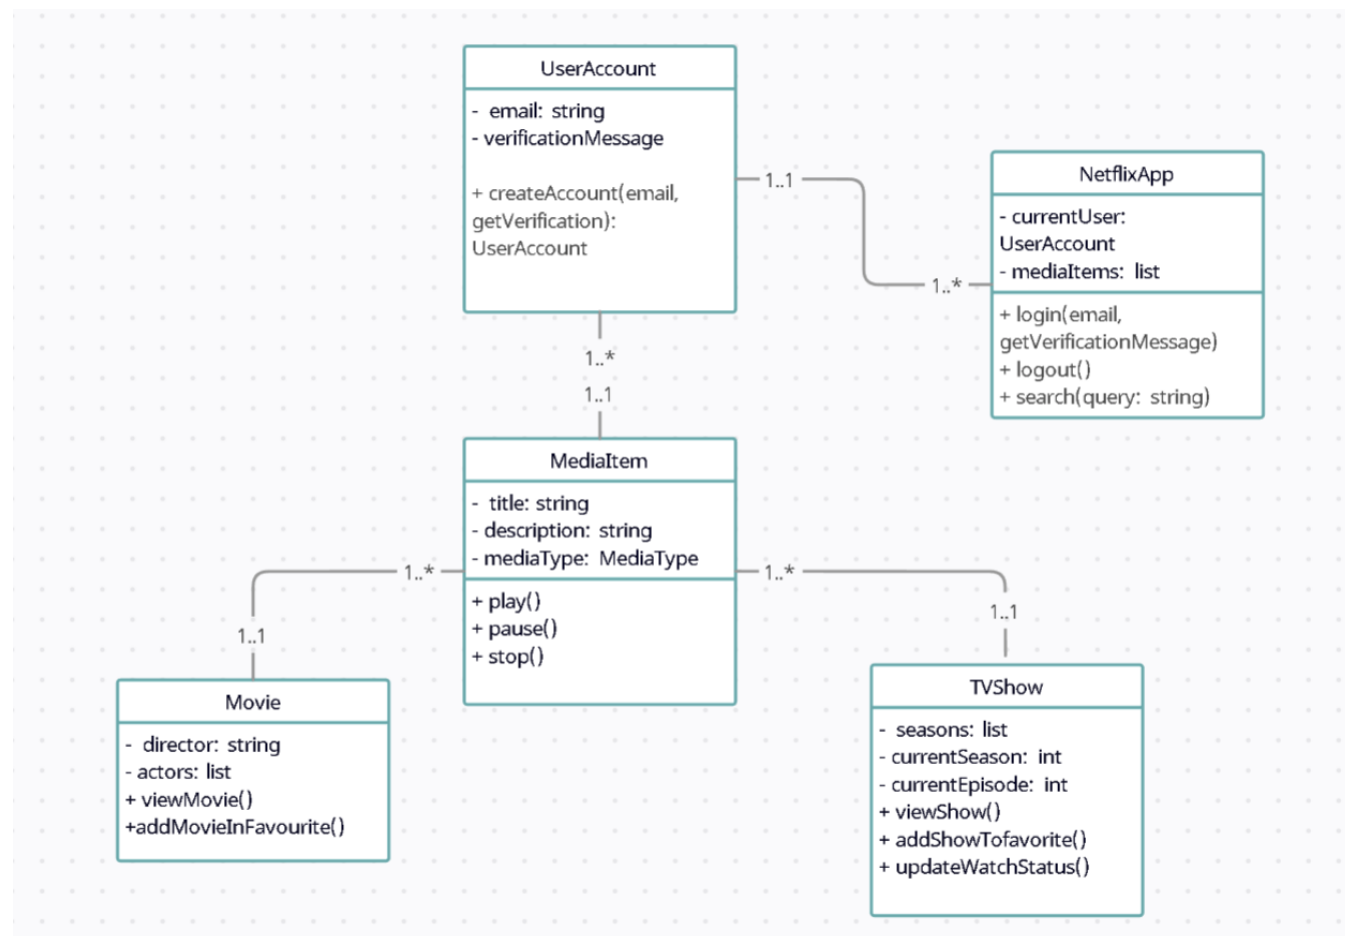 UserAccount
- email: string
- verificationMessage
+ createAccount(email,
getVerification):
UserAccount
1..1
NetflixApp
- currentUser:
UserAccount
- mediaItems: list
1..*
+ login(email,
getVerificationMessage)
+ logout()
+ search(query: string)
1..*
1..1
MediaItem
- title: string
- description: string
- mediaType: MediaType
+ play()
+ pause()
+ stop()
1..*
1..*
1..1
1..1
Movie
- director: string
- actors: list
+ viewMovie()
+addMovieInFavourite()
TVShow
- seasons: list
- currentSeason: int
- currentEpisode: int
+ viewShow()
+ addShowTofavorite()
+ updateWatchStatus()